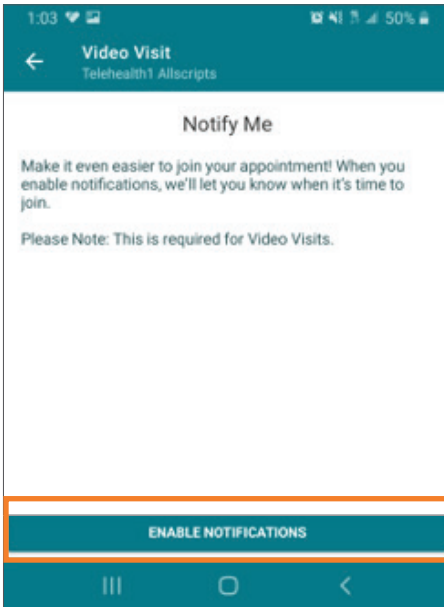 1:03 50%
Video Visit
Telehealth1 Allscripts
Notify Me
Make it even easier to join your appointment! When you
enable notifications, we'll let you know when it's time to
join.
Please Note: This is required for Video Visits.
ENABLE NOTIFICATIONS